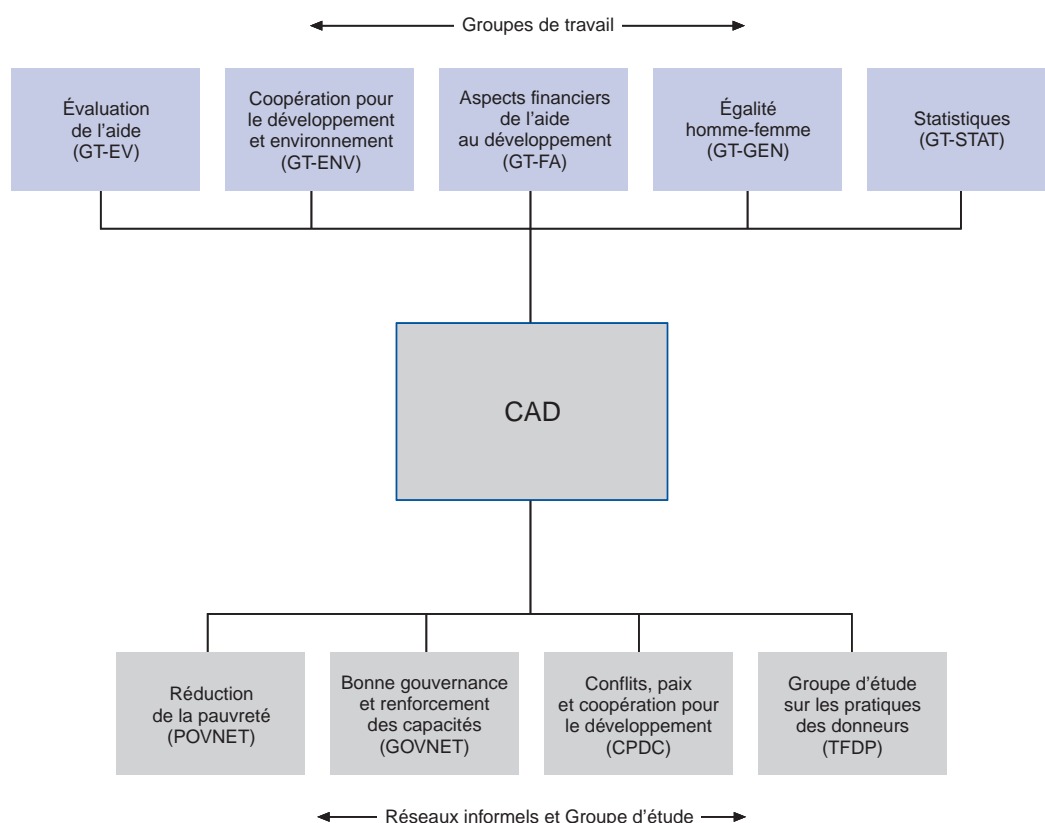 Groupes de travail
Évaluation
de l’aide
(GT-EV)
Coopération pour
le développement
et environnement
(GT-ENV)
Aspects financiers
de l’aide
au développement
(GT-FA)
Égalité
homme-femme
(GT-GEN)
Statistiques
(GT-STAT)
CAD
Réduction
de la pauvreté
(POVNET)
Bonne gouvernance
et renforcement
des capacités
(GOVNET)
Conflits, paix
et coopération pour
le développement
(CPDC)
Groupe d’étude
sur les pratiques
des donneurs
(TFDP)
Réseaux informels et Groupe d’étude